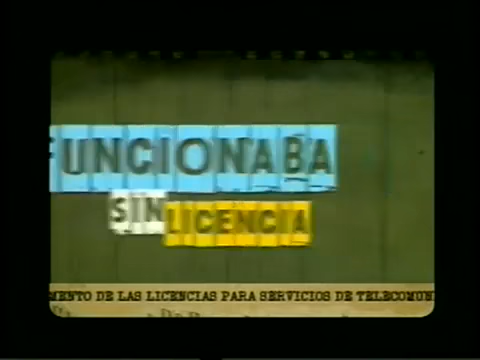 FUNCIONABA
SIN
LICENCIA
MENTO DE LAS LICENCIAS PARA SERVICIOS DE TELECOMUN